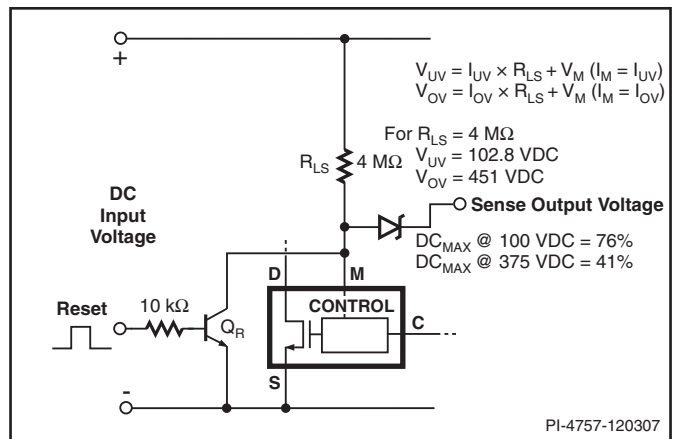 +
V_UV = I_UV × R_LS + V_M (I_M = I_UV)
V_OV = I_OV × R_LS + V_M (I_M = I_OV)
For R_LS = 4 MΩ
V_UV = 102.8 VDC
V_OV = 451 VDC
R_LS
4 MΩ
DC
Input
Voltage
Sense Output Voltage
DC_MAX @ 100 VDC = 76%
DC_MAX @ 375 VDC = 41%
D
M
CONTROL
C
Reset
10 kΩ
Q_R
S
-
PI-4757-120307